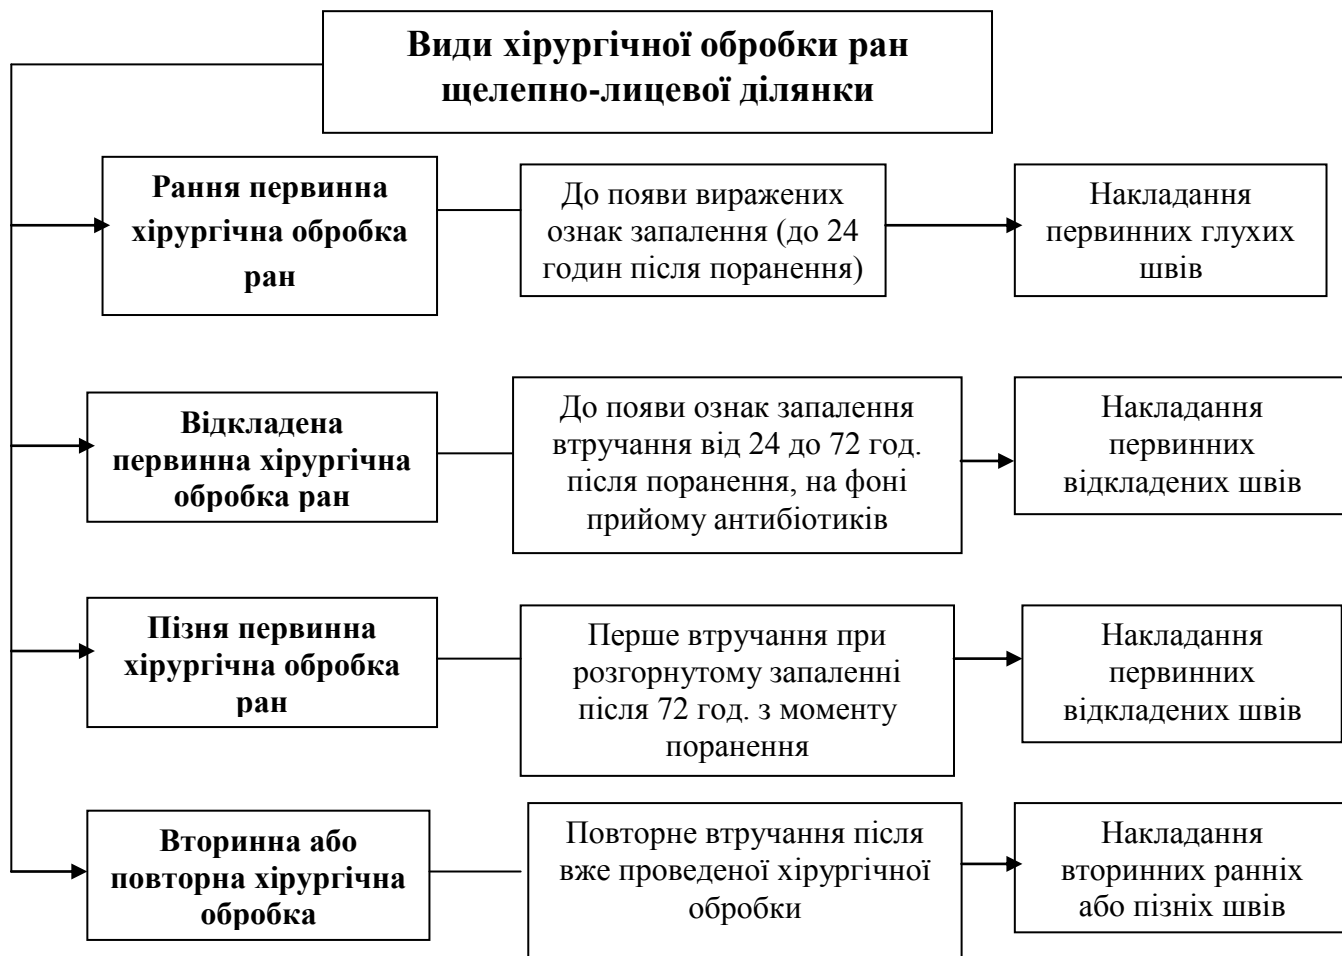 Види хірургічної обробки ран
щелепно-лицевої ділянки
Рання первинна
хірургічна обробка
ран
До появи виражених
ознак запалення (до 24
годин після поранення)
Накладання
первинних глухих
швів
Відкладена
первинна хірургічна
обробка ран
До появи ознак запалення
втручання від 24 до 72 год.
після поранення, на фоні
прийому антибіотиків
Накладання
первинних
відкладених швів
Пізня первинна
хірургічна обробка
ран
Перше втручання при
розгорнутому запаленні
після 72 год. з моменту
поранення
Накладання
первинних
відкладених швів
Вторинна або
повторна хірургічна
обробка
Повторне втручання після
вже проведеної хірургічної
обробки
Накладання
вторинних ранніх
або пізніх швів